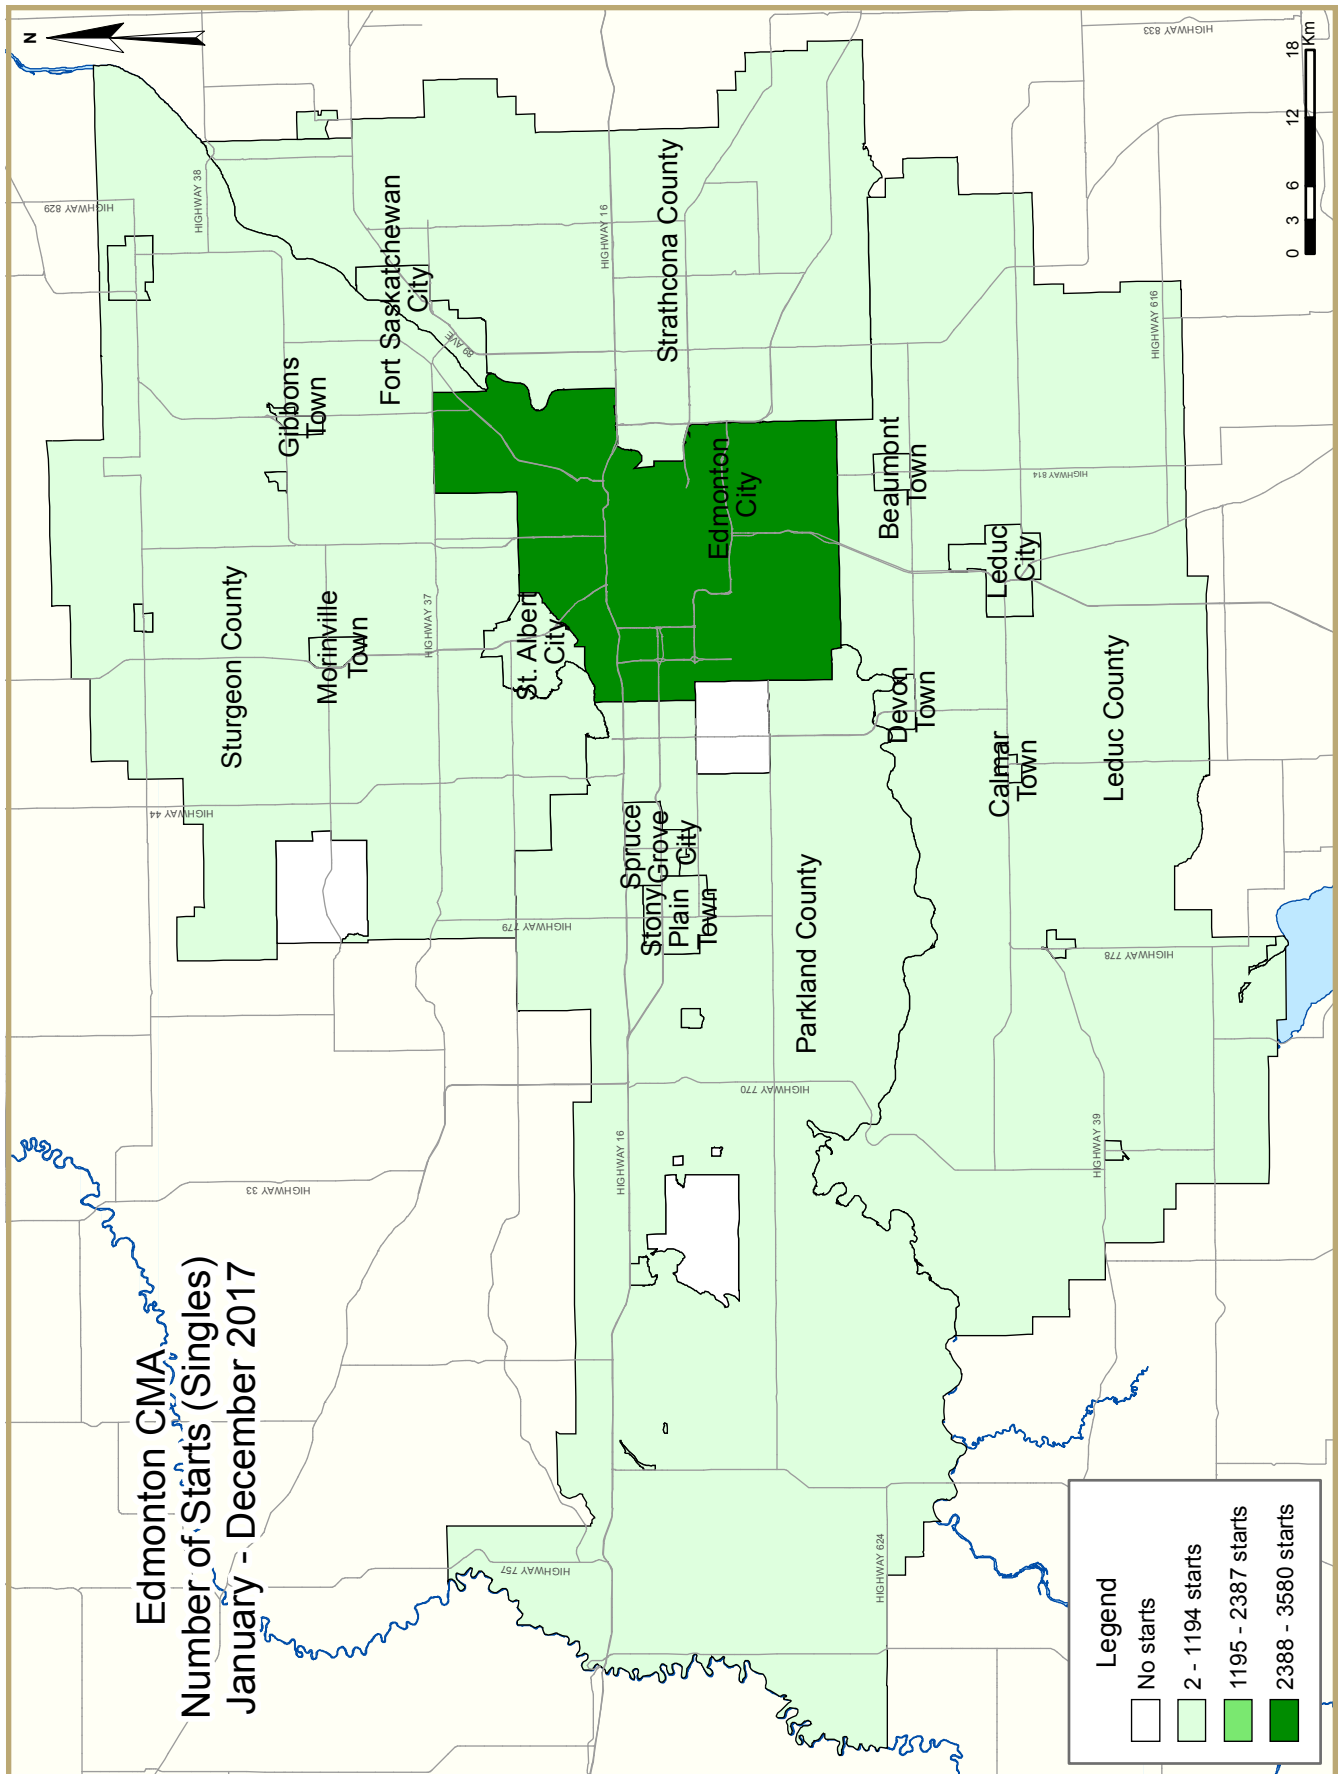 Edmonton CMA
Number of Starts (Singles)
January - December 2017
N
HIGHWAY 829
HIGHWAY 38
HIGHWAY 833
Fort Saskatchewan
City
89 AVE
HIGHWAY 16
Strathcona County
Gibbons
Town
Sturgeon County
Morinville
Town
HIGHWAY 37
St. Albert
City
Edmonton
City
Beaumont
Town
HIGHWAY 814
HIGHWAY 616
Leduc
City
Devon
Town
Calmar
Town
Leduc County
HIGHWAY 44
HIGHWAY 779
Spruce
Grove
City
Stony
Plain
Town
Parkland County
HIGHWAY 778
HIGHWAY 770
HIGHWAY 39
HIGHWAY 16
HIGHWAY 33
HIGHWAY 757
HIGHWAY 624
0 3 6 12 18
Km
Legend
No starts
2 - 1194 starts
1195 - 2387 starts
2388 - 3580 starts